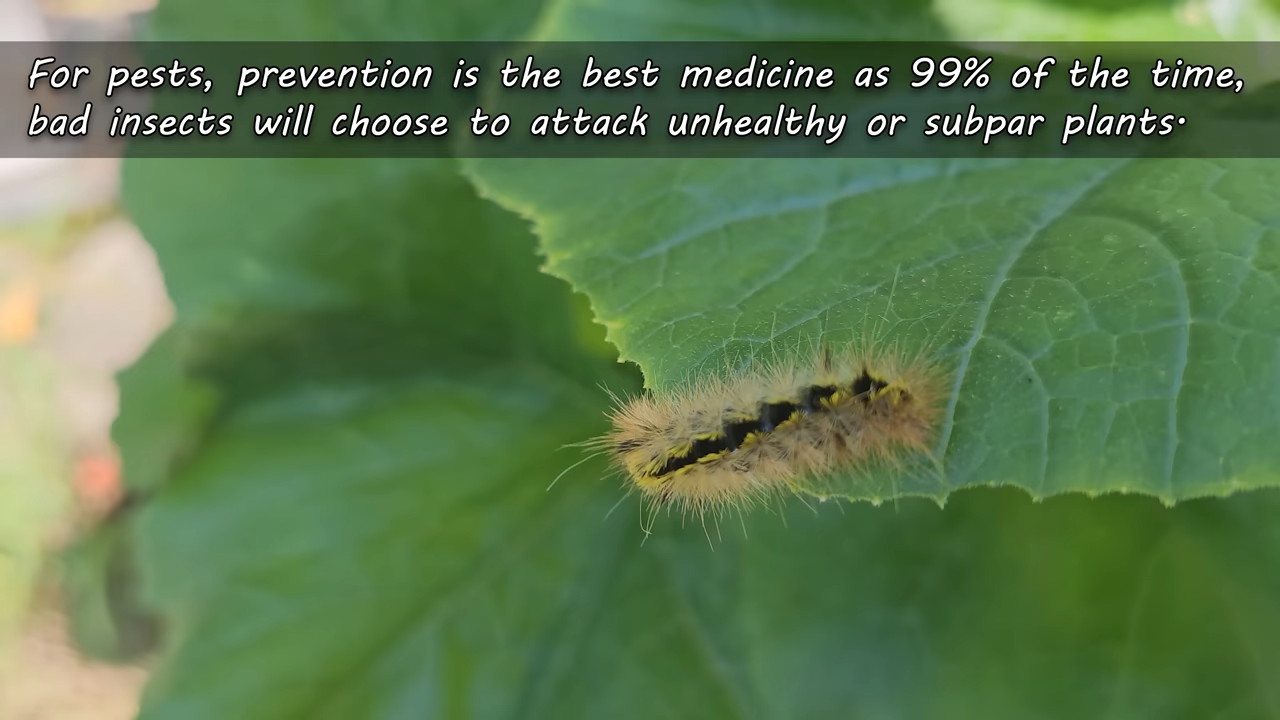 For pests, prevention is the best medicine as 99% of the time,
bad insects will choose to attack unhealthy or subpar plants.